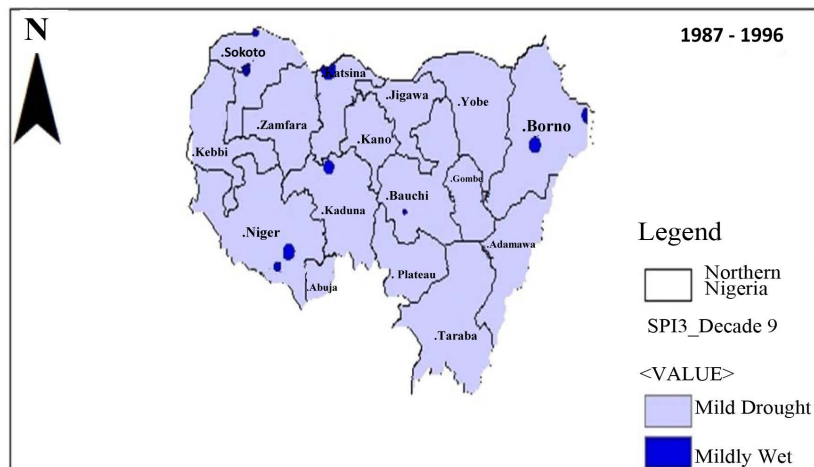 N
1987 - 1996
.Sokoto
.Katsina
.Jigawa
.Yobe
.Zamfara
.Kano
.Borno
.Kebbi
.Gombe
.Bauchi
.Kaduna
.Niger
.Adamawa
.Plateau
.Abuja
.Taraba
Legend
Northern
Nigeria
SPI3_Decade 9
<VALUE>
Mild Drought
Mildly Wet